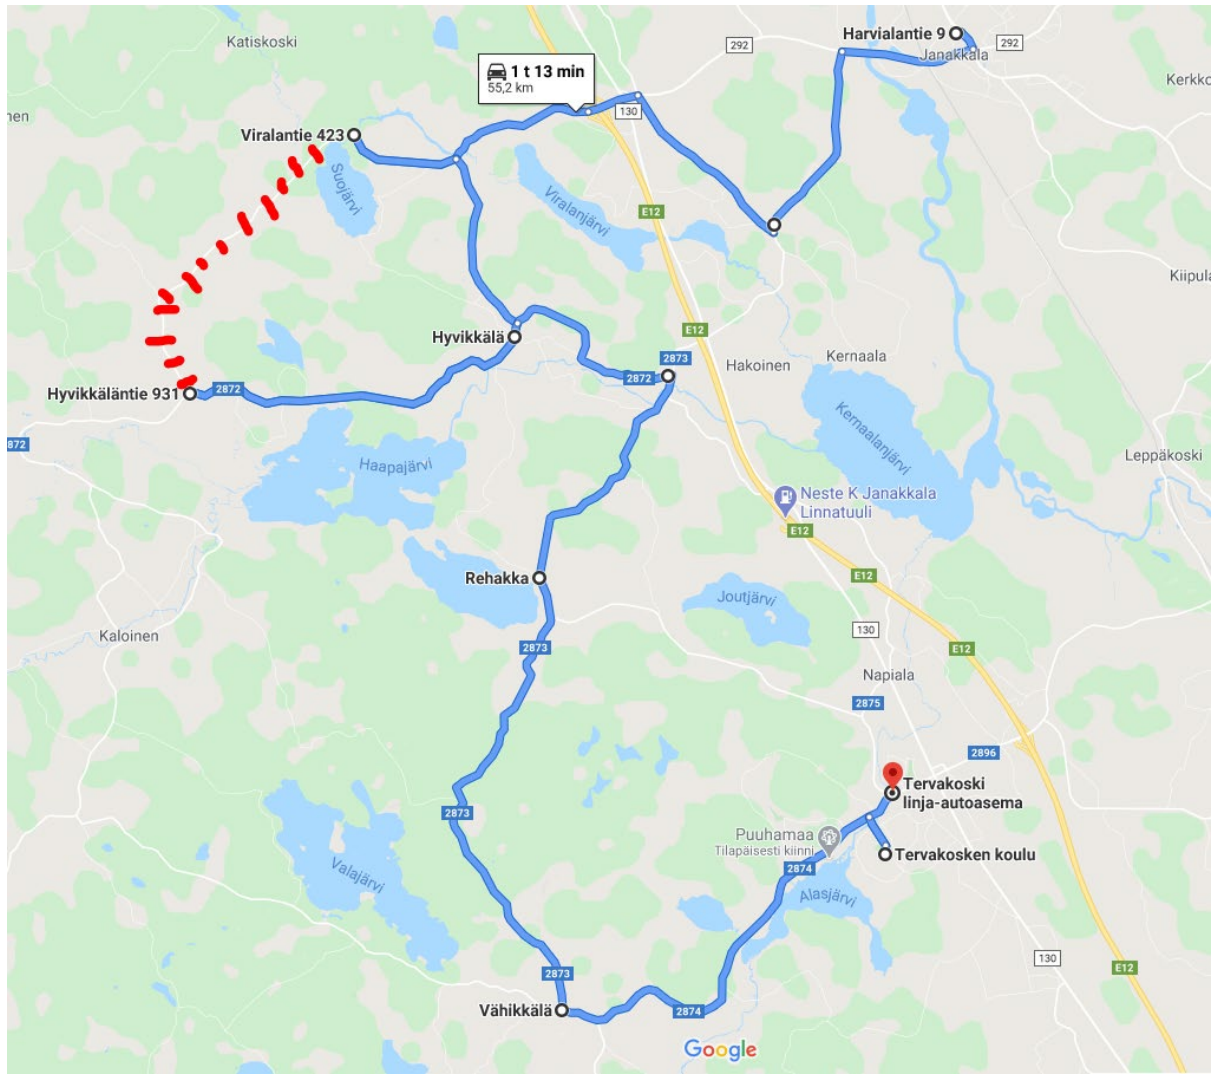 Katiskoski
292
Harvialantie 9
Janakkala
292
Kerkko
nen
1 t 13 min
55,2 km
130
Viralantie 423
Suojärvi
Viralanjärvi
E12
Kiipula
Hyvikkälä
E12
2873
Hakoinen
Kernaala
2872
Hyvikkäläntie 931
2872
872
Haapajärvi
Kernaalanjärvi
Leppäkoski
Neste K Janakkala
Linnatuuli
E12
Rehakka
E12
Joutjärvi
Kaloinen
2873
130
E12
Napiala
2875
2896
Tervakoski
linja-autoasema
2873
Puuhamaa
Tilapäisesti kiinni
Tervakosken koulu
2874
Valajärvi
Alasjärvi
130
E12
2873
Vähikkälä
2874
Google